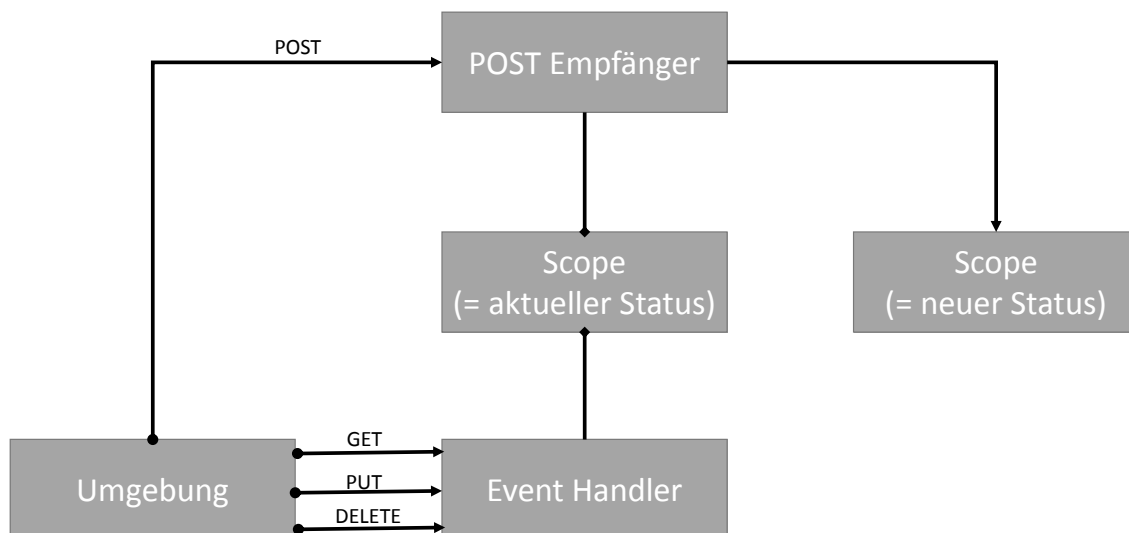 POST
POST Empfänger
Scope
(= aktueller Status)
Scope
(= neuer Status)
Umgebung
GET
PUT
DELETE
Event Handler